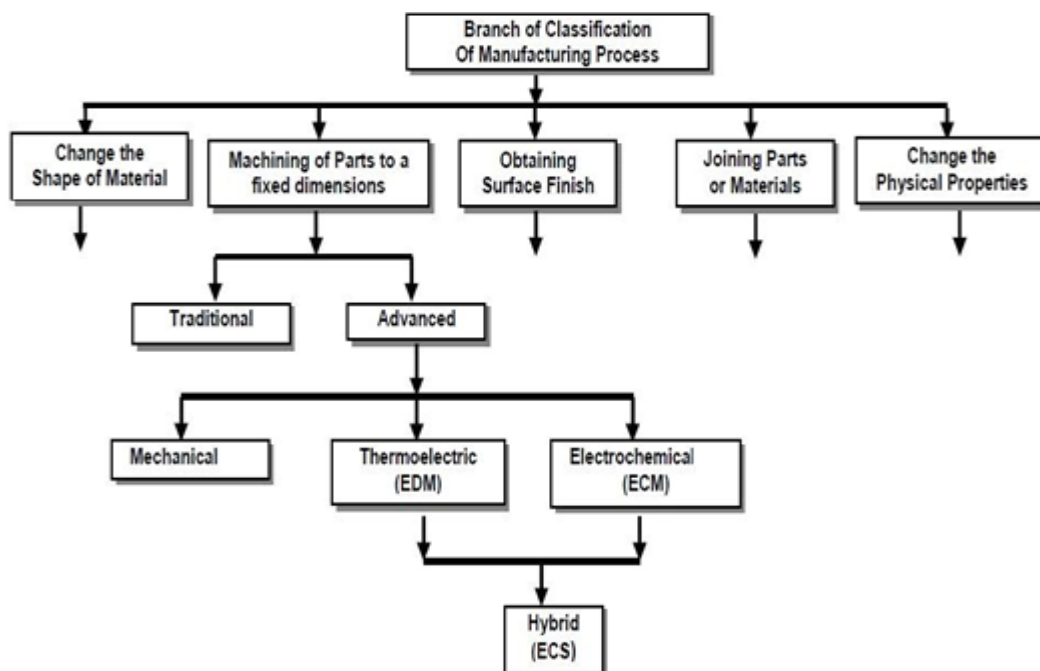 Branch of Classification
Of Manufacturing Process
Change the
Shape of Material
Machining of Parts to a
fixed dimensions
Obtaining
Surface Finish
Joining Parts
or Materials
Change the
Physical Properties
Traditional
Advanced
Mechanical
Thermoelectric
(EDM)
Electrochemical
(ECM)
Hybrid
(ECS)